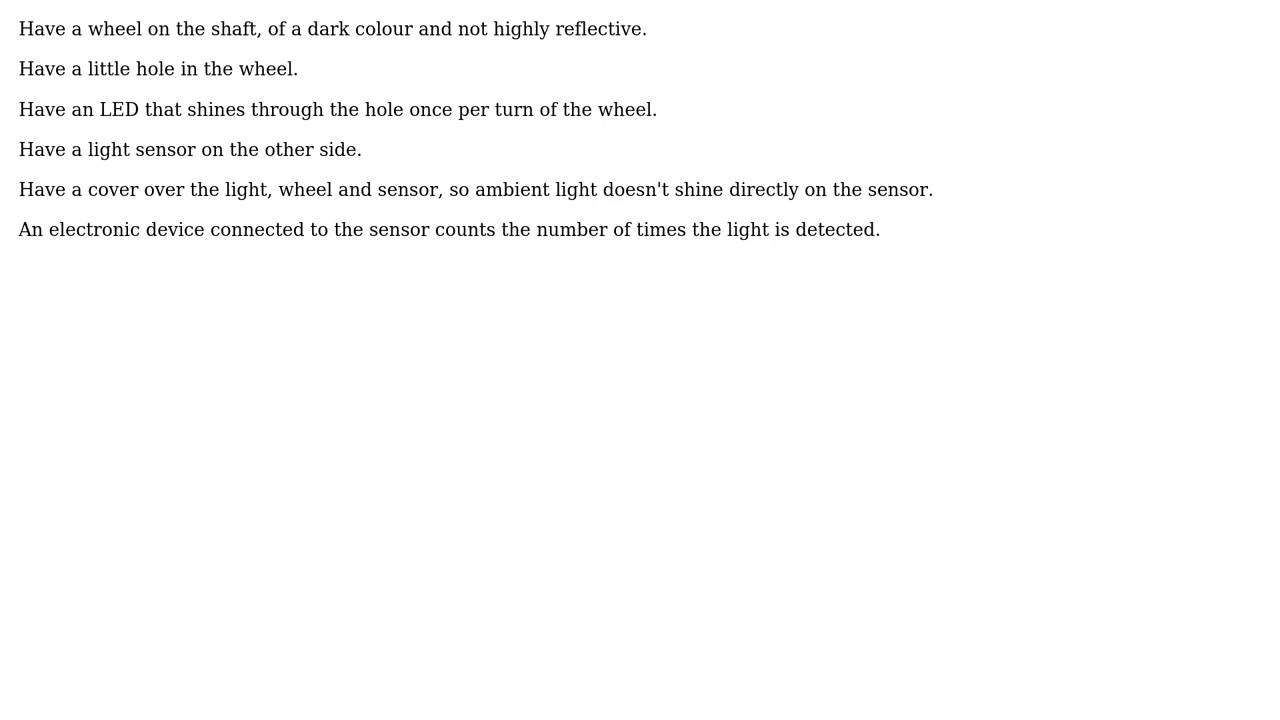 Have a wheel on the shaft, of a dark colour and not highly reflective.
Have a little hole in the wheel.
Have an LED that shines through the hole once per turn of the wheel.
Have a light sensor on the other side.
Have a cover over the light, wheel and sensor, so ambient light doesn't shine directly on the sensor.
An electronic device connected to the sensor counts the number of times the light is detected.